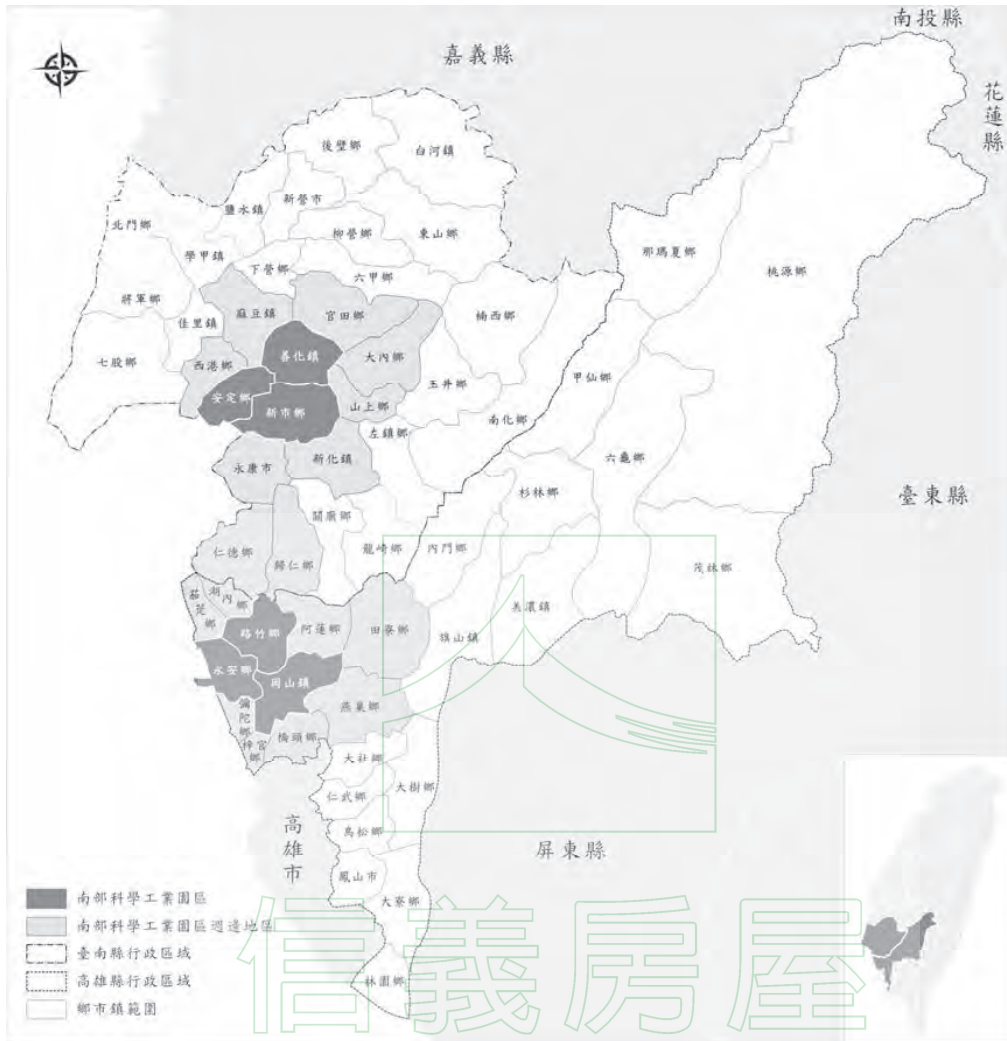 南投縣
嘉義縣
花蓮縣
後壁鄉
白河鎮
新營市
鹽水鎮
北門鄉
柳營鄉
東山鄉
那瑪夏鄉
學甲鎮
下營鄉
六甲鄉
桃源鄉
將軍鄉
佳里鎮
麻豆鎮
官田鄉
楠西鄉
七股鄉
西港鄉
善化鎮
大內鄉
玉井鄉
甲仙鄉
安定鄉
新市鄉
山上鄉
左鎮鄉
南化鄉
永康市
新化鎮
六龜鄉
臺東縣
杉林鄉
關廟鄉
仁德鄉
歸仁鄉
龍崎鄉
內門鄉
茂林鄉
茄萣鄉
湖內鄉
路竹鄉
阿蓮鄉
田寮鄉
旗山鎮
美濃鎮
永安鄉
岡山鎮
彌陀鄉
梓官鄉
橋頭鄉
燕巢鄉
大社鄉
仁武鄉
大樹鄉
鳥松鄉
高雄市
屏東縣
鳳山市
大寮鄉
林園鄉
南部科學工業園區
南部科學工業園區週邊地區
臺南縣行政區域
高雄縣行政區域
鄉市鎮範圍
信義房屋